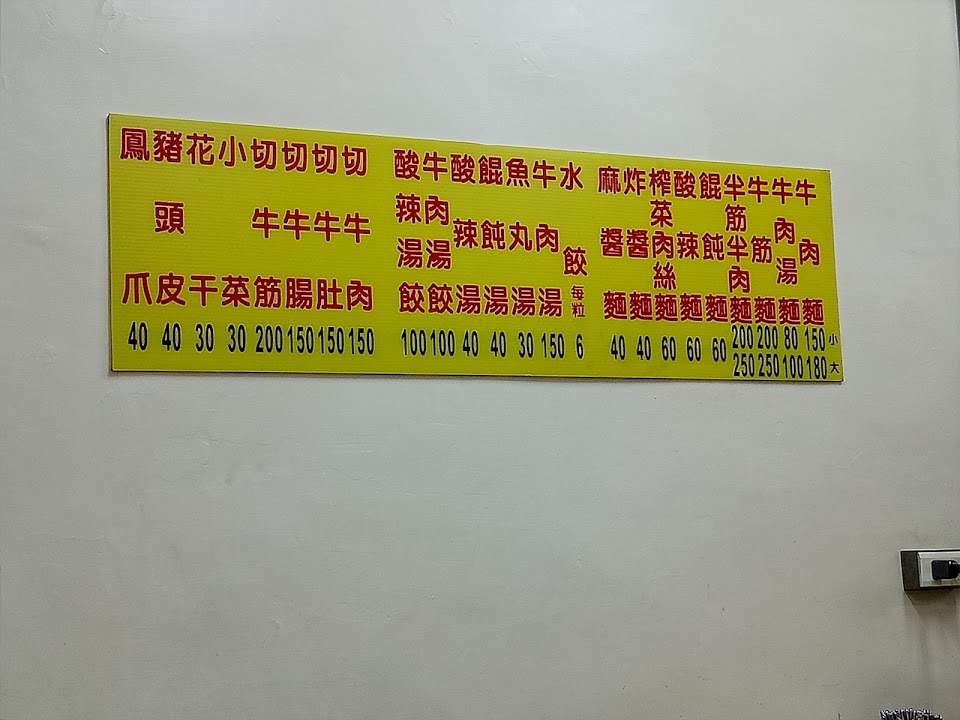 小 大
牛肉麵 150 180
牛肉湯麵 80 100
牛筋麵 200 250
半筋半肉麵 200 250
餛飩麵 60
酸辣麵 60
榨菜肉絲麵 60
炸醬麵 40
麻醬麵 40
水餃每粒 6
牛肉湯 150
魚丸湯 30
餛飩湯 40
酸辣湯 40
牛肉湯餃 100
酸辣湯餃 100
切牛肉 150
切牛肚 150
切牛腸 150
切牛筋 200
小菜 30
花干 30
豬頭皮 40
鳳爪 40